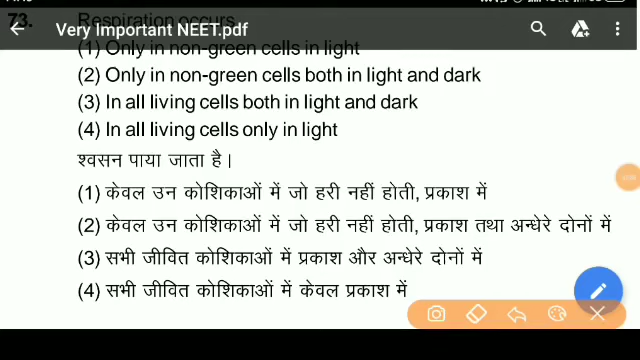 73. Respiration occurs
Very Important NEET.pdf
(1) Only in non-green cells in light
(2) Only in non-green cells both in light and dark
(3) In all living cells both in light and dark
(4) In all living cells only in light
श्वसन पाया जाता है।
(1) केवल उन कोशिकाओं में जो हरी नहीं होती, प्रकाश में
(2) केवल उन कोशिकाओं में जो हरी नहीं होती, प्रकाश तथा अन्धेरे दोनों में
(3) सभी जीवित कोशिकाओं में प्रकाश और अन्धेरे दोनों में
(4) सभी जीवित कोशिकाओं में केवल प्रकाश में